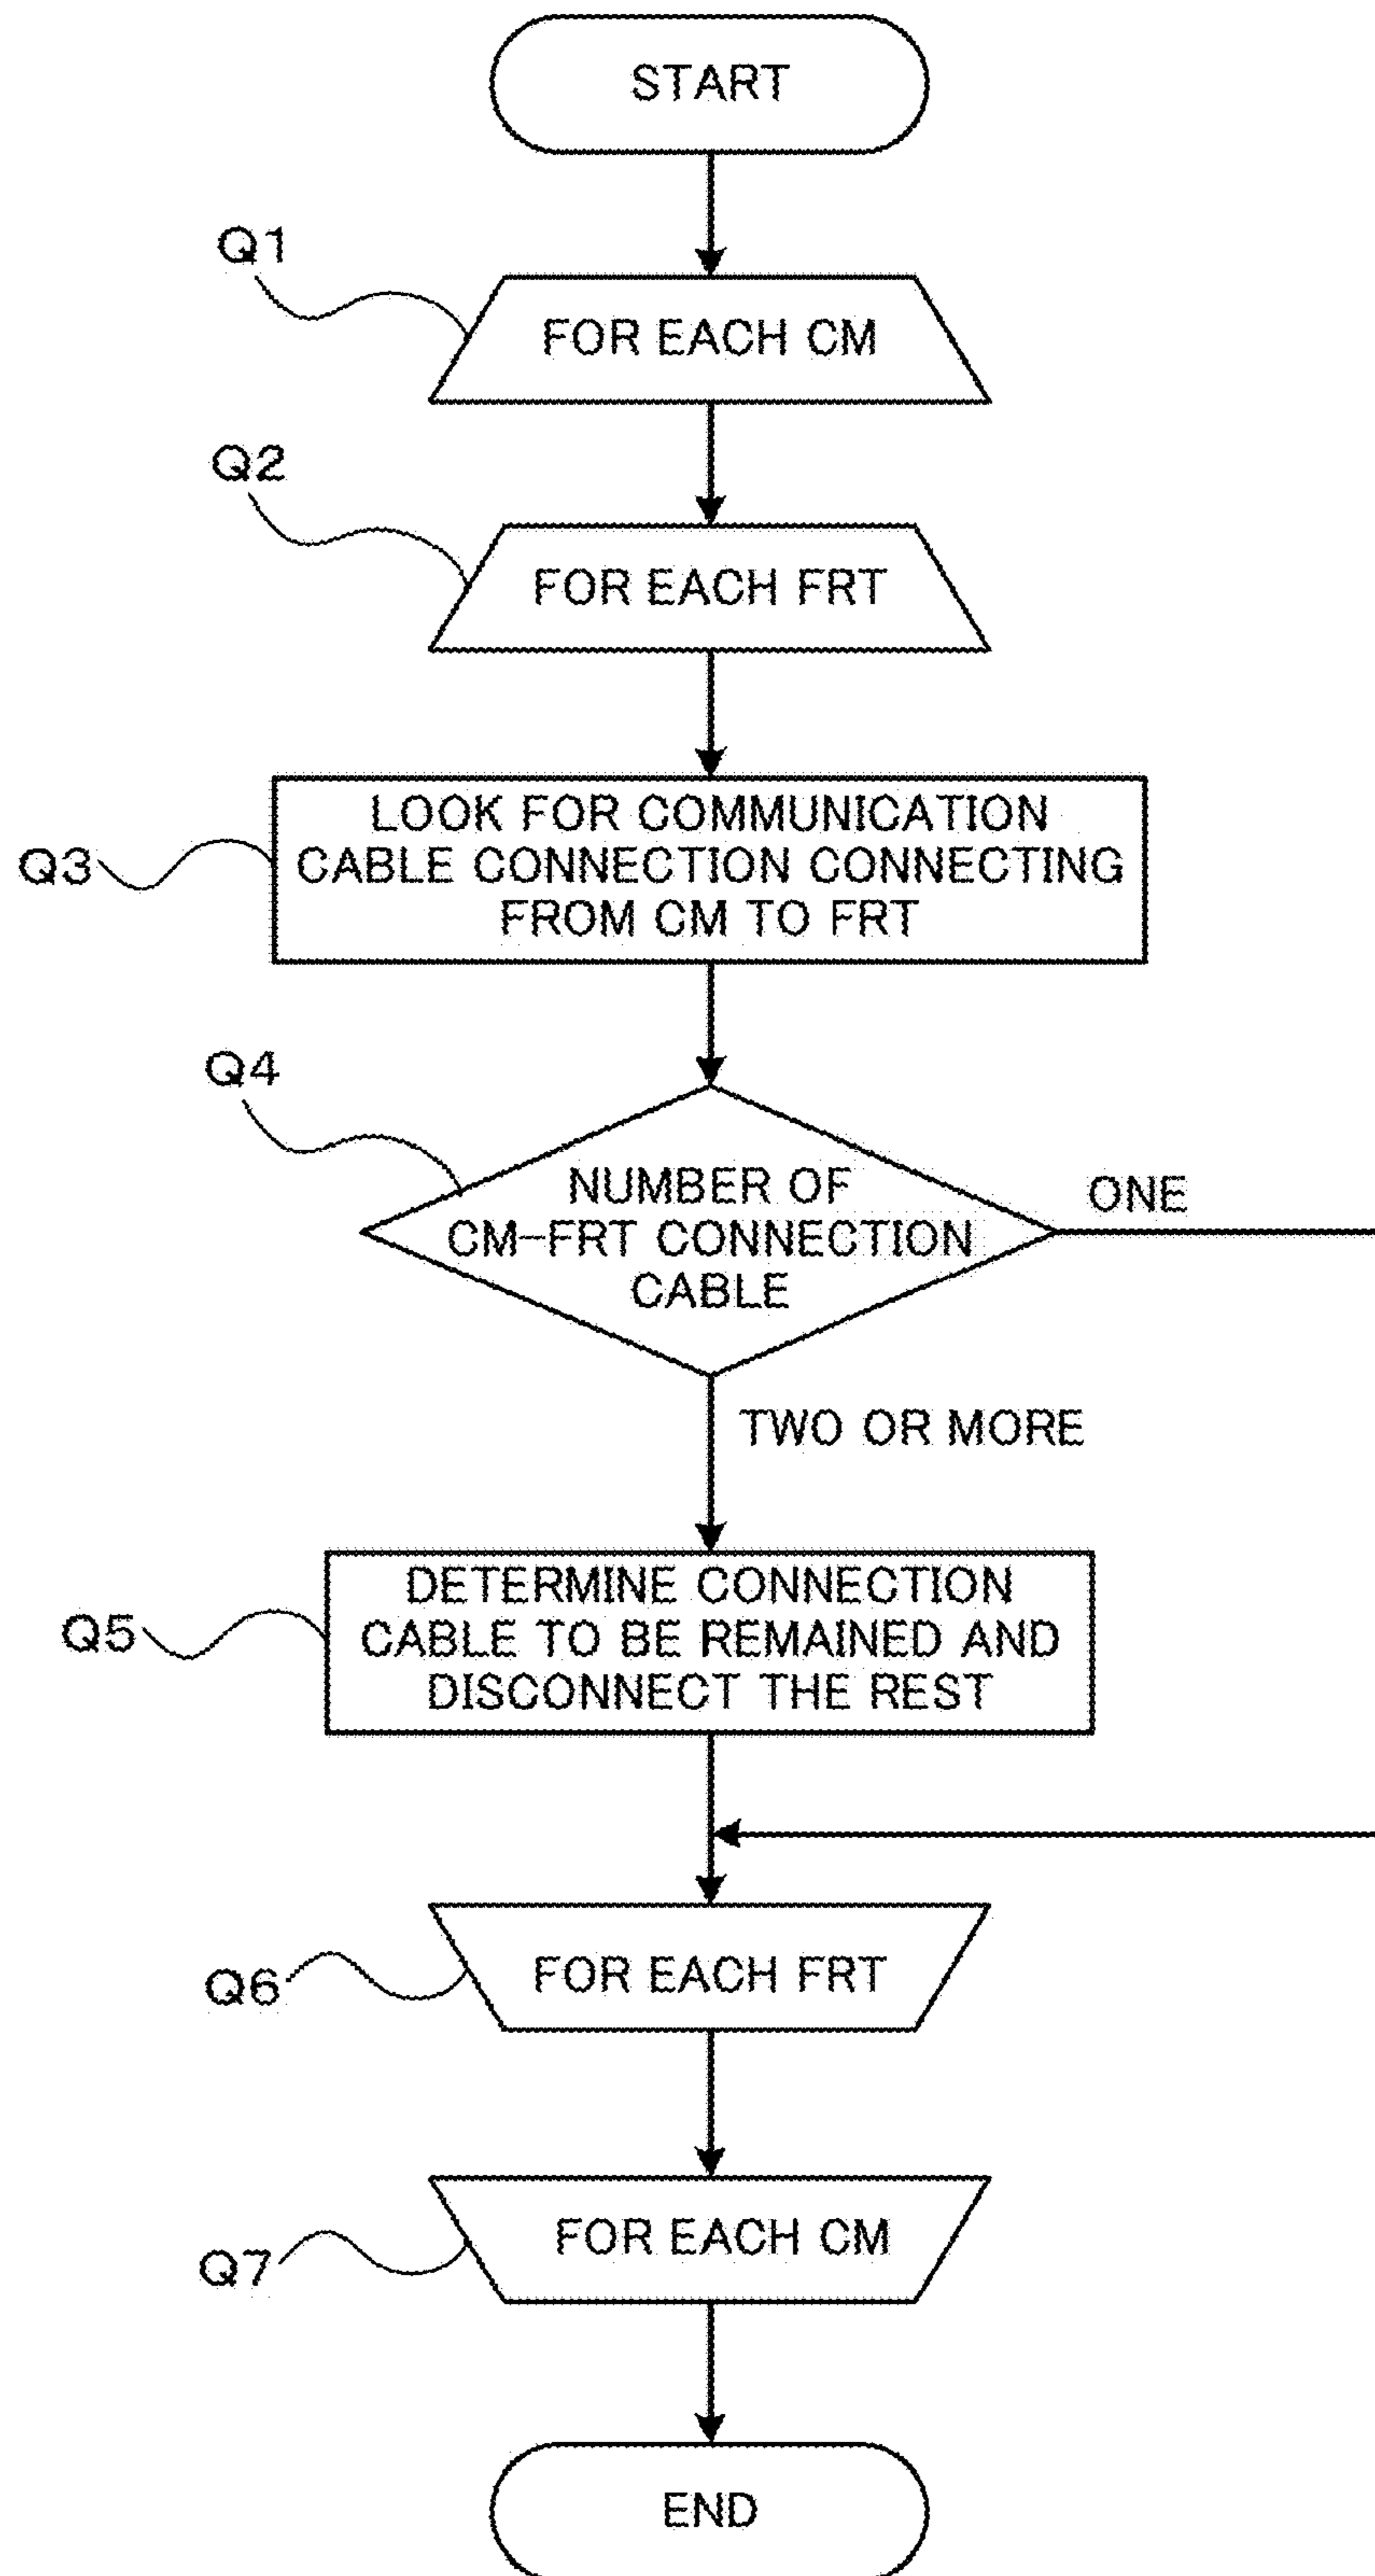 START
Q1
FOR EACH CM
Q2
FOR EACH FRT
Q3
LOOK FOR COMMUNICATION
CABLE CONNECTION CONNECTING
FROM CM TO FRT
Q4
NUMBER OF
CM-FRT CONNECTION
CABLE
ONE
TWO OR MORE
Q5
DETERMINE CONNECTION
CABLE TO BE REMAINED AND
DISCONNECT THE REST
Q6
FOR EACH FRT
Q7
FOR EACH CM
END